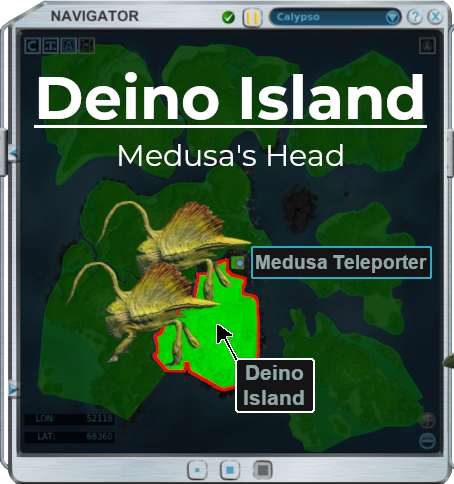 NAVIGATOR
Calypso
C A
Deino Island
Medusa's Head
Medusa Teleporter
Deino
Island
LON: 52118
LAT: 68360